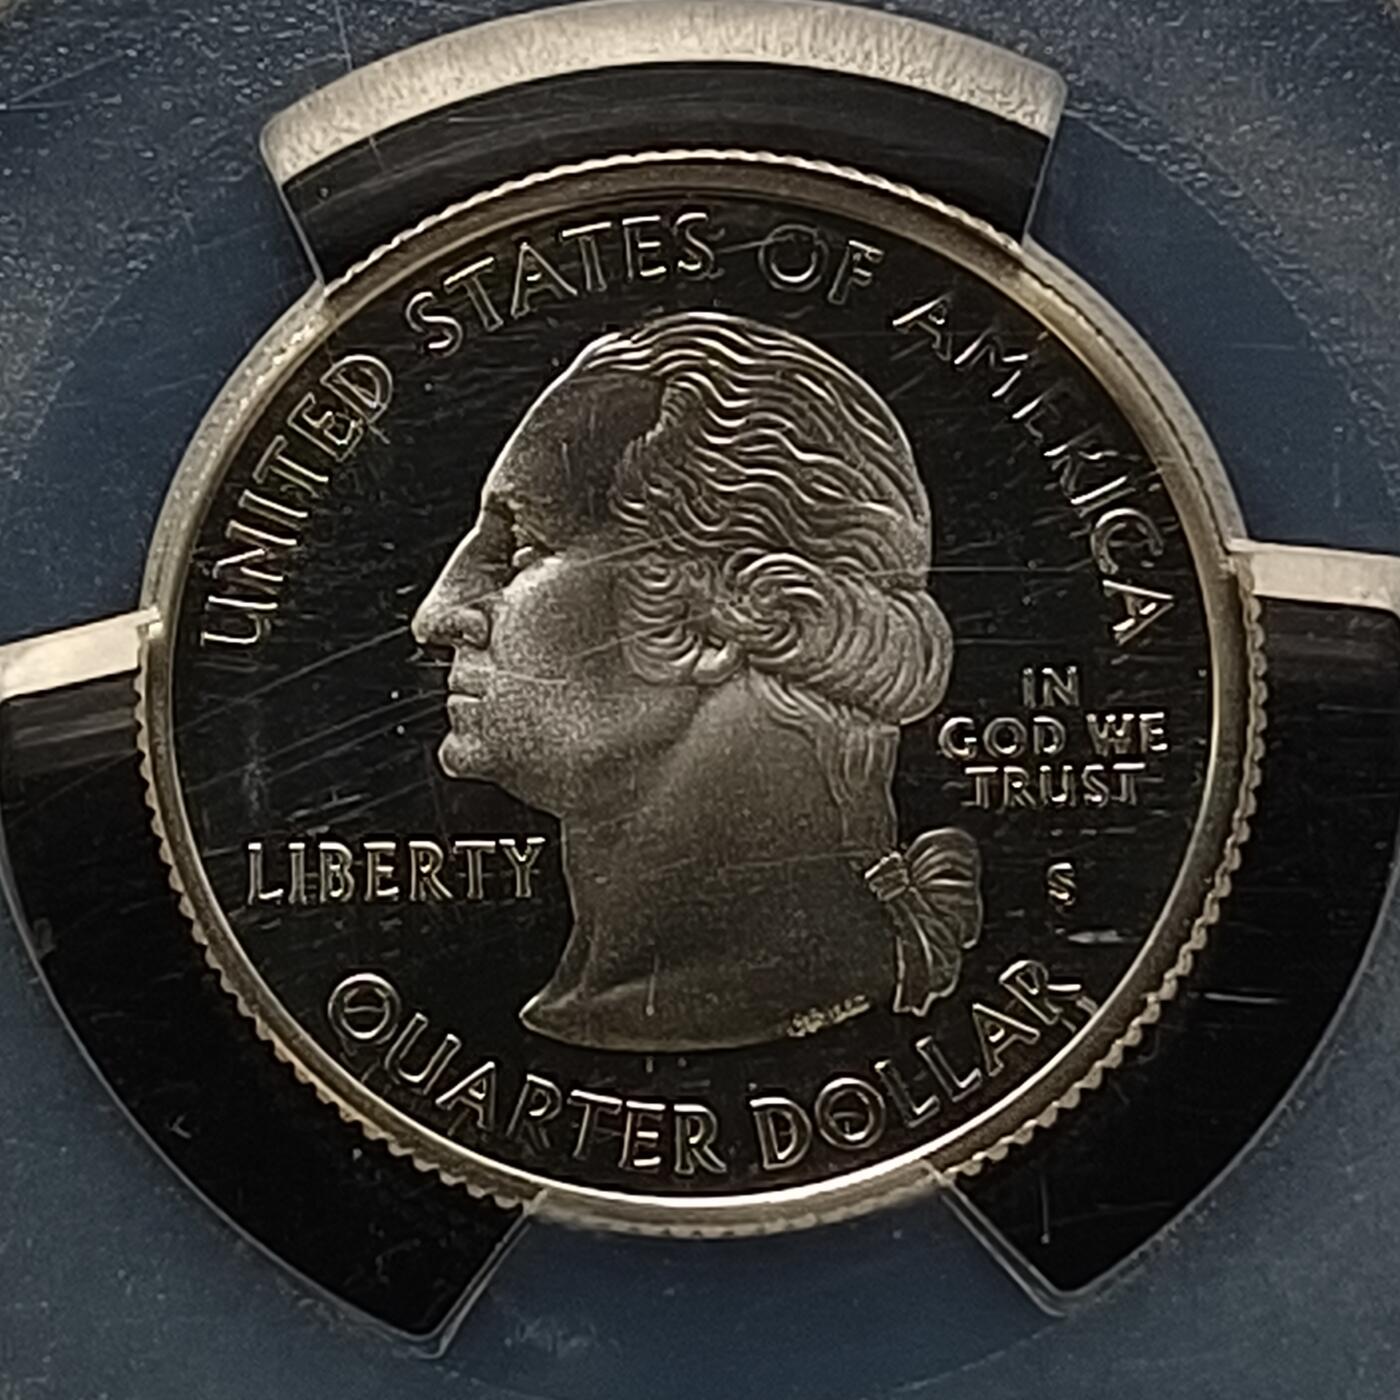 UNITED STATES OF AMERICA
LIBERTY
IN
GOD WE
TRUST
S
QUARTER DOLLAR